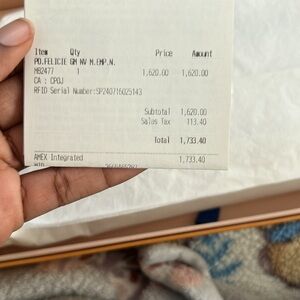 Item Qty Price Amount
PO.FELICIE GM NV M.EMP.N.
M82477 1 1,620.00 1,620.00
CA : CPDJ
RFID Serial Number:SP240716025143
Subtotal 1,620.00
Sales Tax 113.40
Total 1,733.40
AMEX Integrated 1,733.40